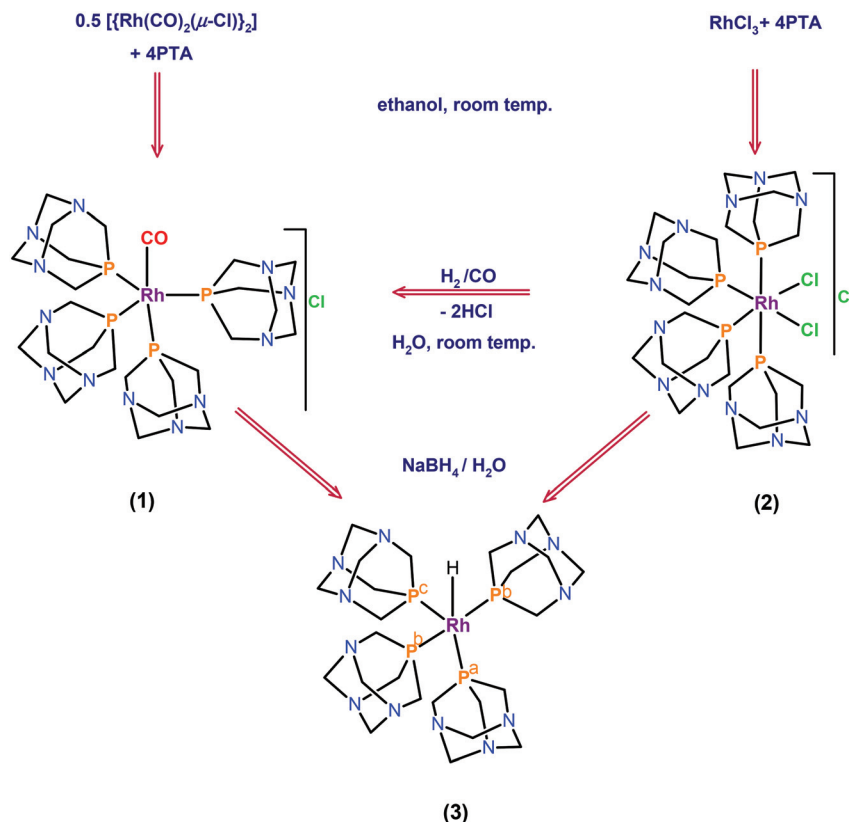 0.5 [{Rh(CO)₂(μ-Cl)}₂]
+ 4PTA
RhCl₃ + 4PTA
ethanol, room temp.
N
N
N
P
CO
Rh
P
N
N
N
Cl
P
N
N
N
P
N
N
N
(1)
H₂ /CO
- 2HCl
H₂O, room temp.
N
N
N
P
N
N
N
P
Rh
Cl
Cl
C
P
N
N
N
P
N
N
N
(2)
NaBH₄ / H₂O
N
N
N
Pᶜ
H
N
N
N
Pᵇ
Rh
Pᵇ
N
N
N
Pᵃ
N
N
N
(3)